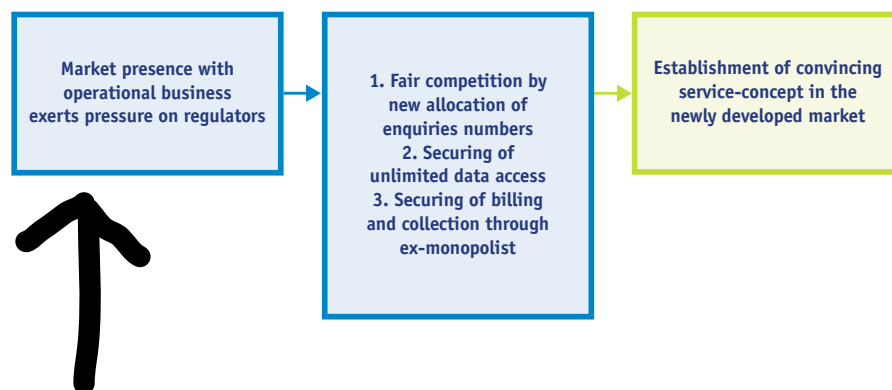 Market presence with
operational business
exerts pressure on regulators
1. Fair competition by
new allocation of
enquiries numbers
2. Securing of
unlimited data access
3. Securing of billing
and collection through
ex-monopolist
Establishment of convincing
service-concept in the
newly developed market